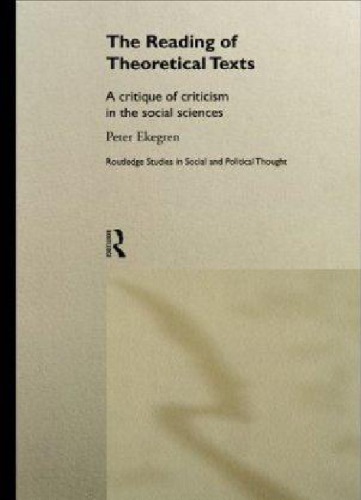 The Reading of
Theoretical Texts
A critique of criticism
in the social sciences
Peter Ekegren
Routledge Studies in Social and Political Thought
R
ROUTLEDGE